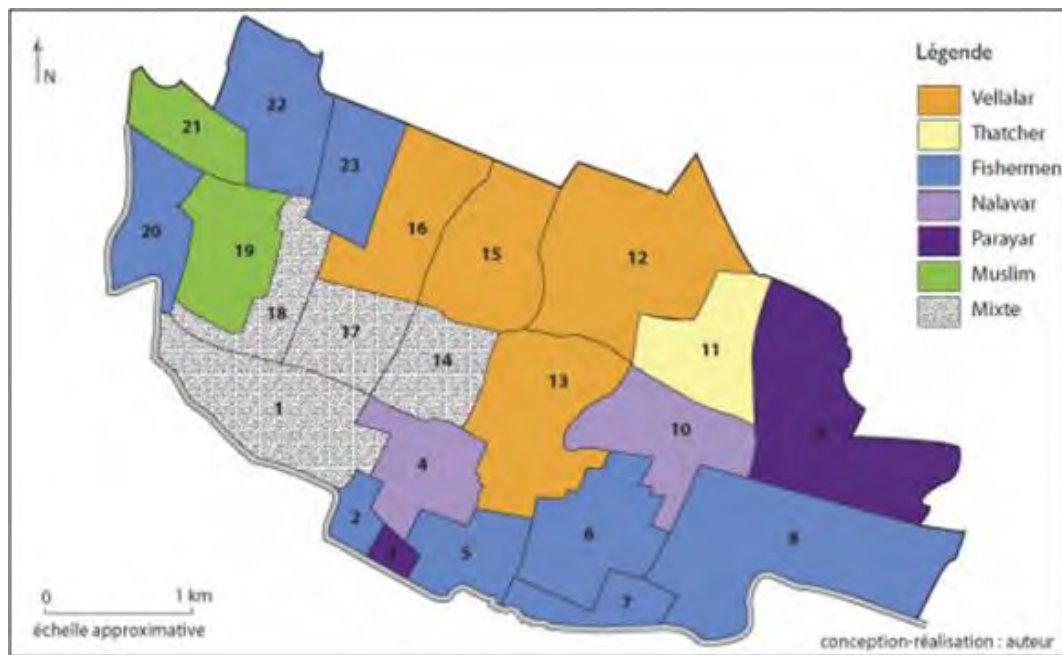 N
Légende
Vellalar
Thatcher
Fishermen
Nalavar
Parayar
Muslim
Mixte
22
21
23
20
19
16
15
12
18
17
14
11
13
1
10
4
2
5
6
8
7
0 1 km
échelle approximative
conception-réalisation : auteur